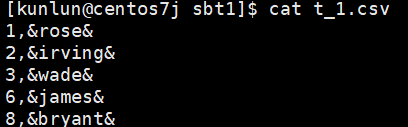 [kunlun@centos7j sbt1]$ cat t_1.csv
1,&rose&
2,&irving&
3,&wade&
6,&james&
8,&bryant&